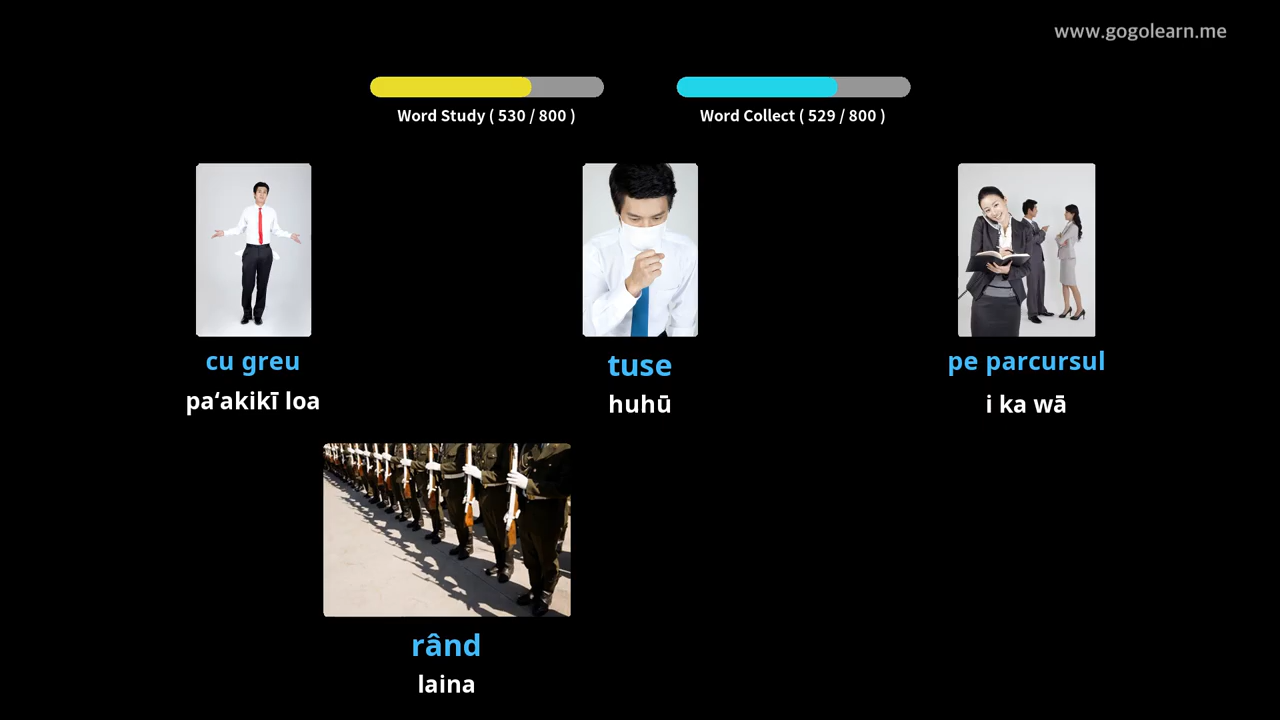 www.gogolearn.me
Word Study ( 530 / 800 )
Word Collect ( 529 / 800 )
cu greu
paʻakikī loa
tuse
huhū
pe parcursul
i ka wā
rând
laina